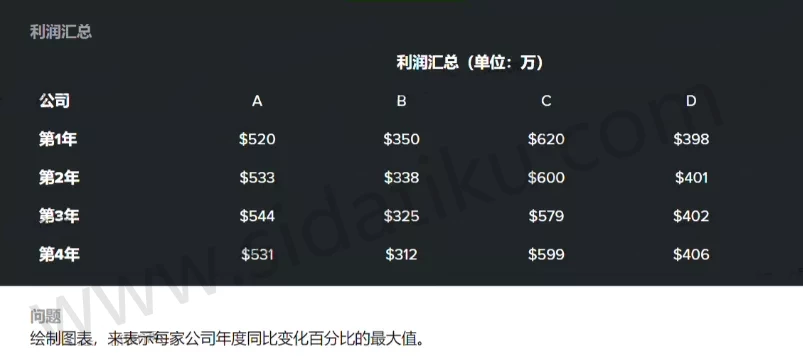 利润汇总
利润汇总（单位：万）
公司 A B C D
第1年 $520 $350 $620 $398
第2年 $533 $338 $600 $401
第3年 $544 $325 $579 $402
第4年 $531 $312 $599 $406
www.sidatiku.com
问题
绘制图表，来表示每家公司年度同比变化百分比的最大值。